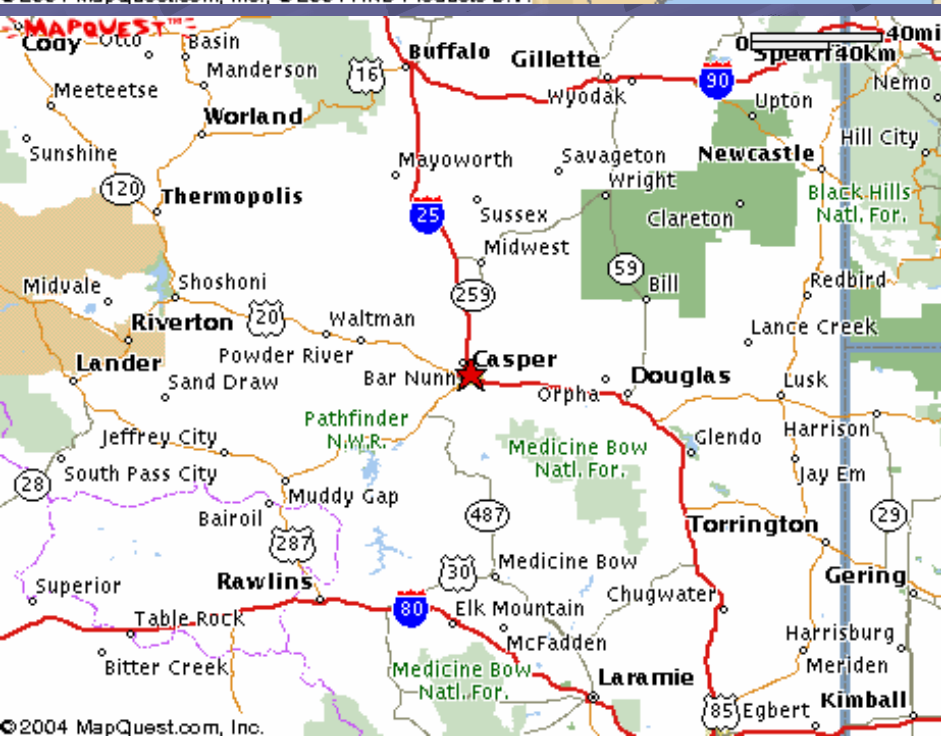 MAPQUEST™
0 40mi
40km
Cody
Otto
Basin
Buffalo
Gillette
16
90
Manderson
Nemo
Meeteetse
Wyodak
Upton
Worland
Hill City
Sunshine
Mayoworth
Savageton
Newcastle
120
Thermopolis
Wright
Black Hills
Natl. For.
25
Sussex
Clareton
Midwest
59
Shoshoni
Bill
Redbird
Midvale
259
20
Riverton
Waltman
Lance Creek
Powder River
Casper
Lander
Bar Nunn
Sand Draw
Orpha
Douglas
Lusk
Pathfinder
N.W.R.
Harrison
Jeffrey City
Medicine Bow
Natl. For.
Glendo
South Pass City
Jay Em
28
Muddy Gap
487
29
Bairoil
Torrington
287
Medicine Bow
30
Gering
Superior
Rawlins
Chugwater
80
Elk Mountain
Table Rock
McFadden
Harrisburg
Bitter Creek
Medicine Bow
Natl. For.
Meriden
Laramie
85
Egbert
Kimball
©2004 MapQuest.com, Inc.